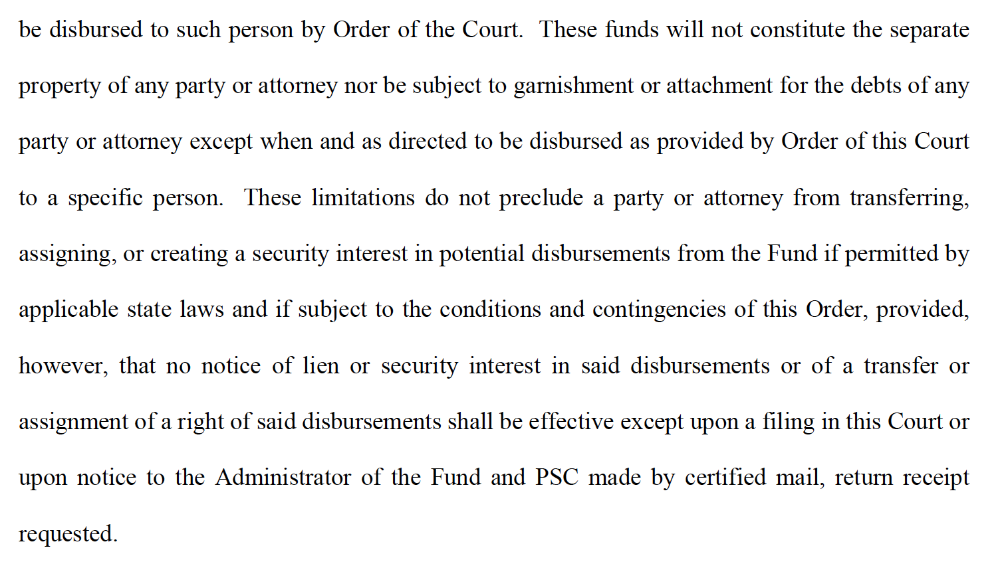 be disbursed to such person by Order of the Court.  These funds will not constitute the separate
property of any party or attorney nor be subject to garnishment or attachment for the debts of any
party or attorney except when and as directed to be disbursed as provided by Order of this Court
to a specific person.  These limitations do not preclude a party or attorney from transferring,
assigning, or creating a security interest in potential disbursements from the Fund if permitted by
applicable state laws and if subject to the conditions and contingencies of this Order, provided,
however, that no notice of lien or security interest in said disbursements or of a transfer or
assignment of a right of said disbursements shall be effective except upon a filing in this Court or
upon notice to the Administrator of the Fund and PSC made by certified mail, return receipt
requested.